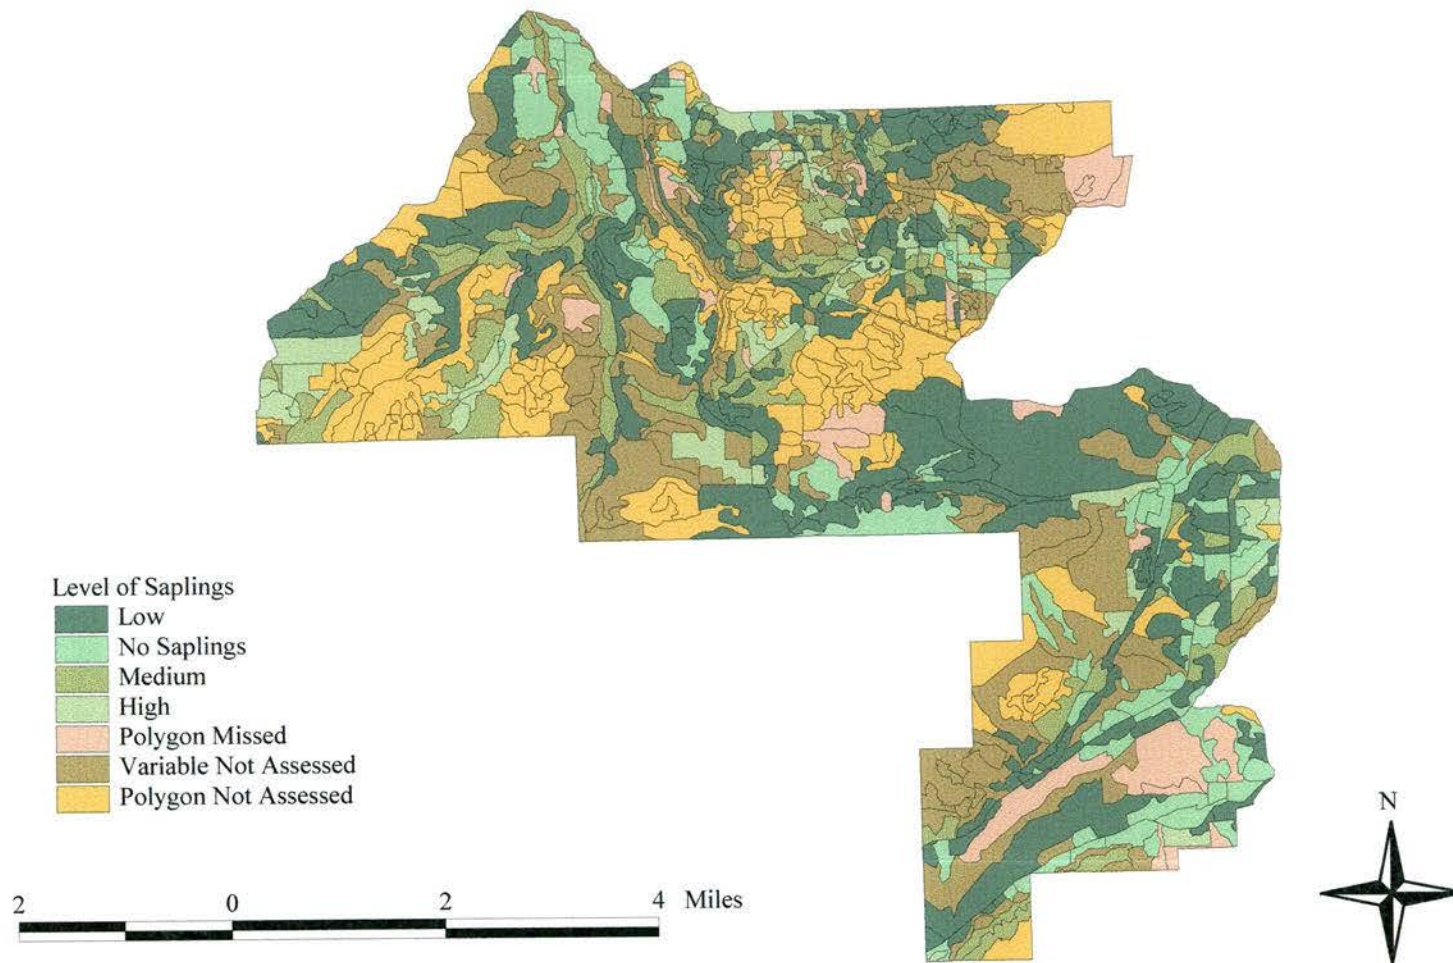 Level of Saplings
Low
No Saplings
Medium
High
Polygon Missed
Variable Not Assessed
Polygon Not Assessed
N
2 0 2 4 Miles